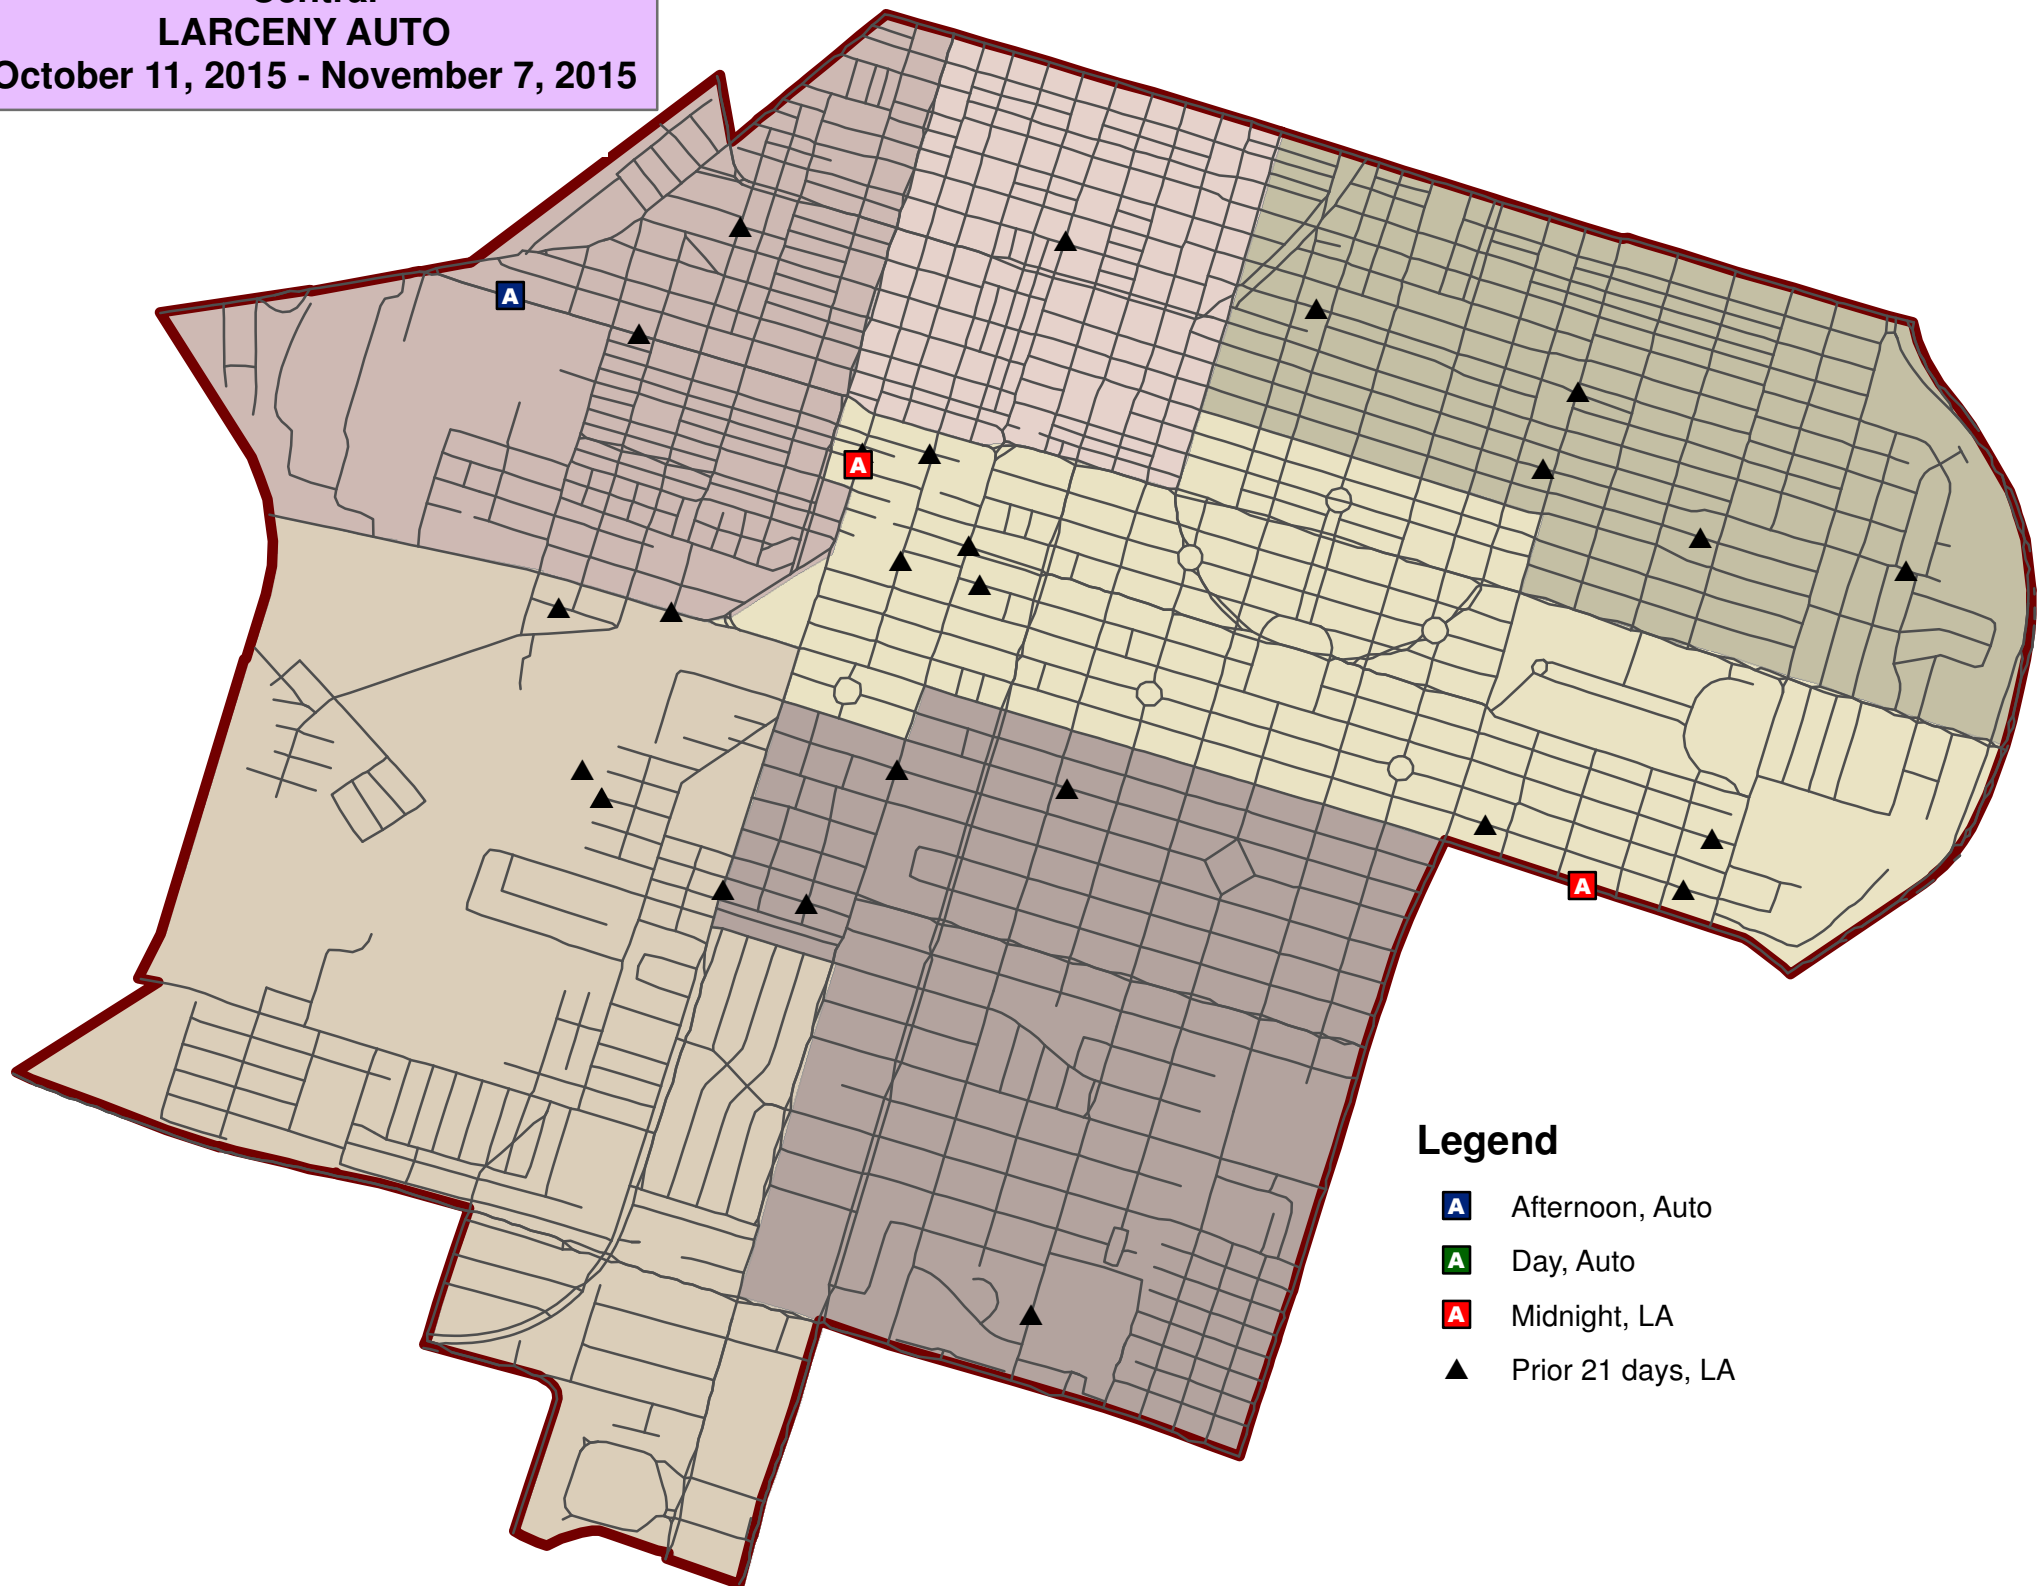 Central
LARCENY AUTO
October 11, 2015 - November 7, 2015
A
A
A
Legend
A Afternoon, Auto
A Day, Auto
A Midnight, LA
Prior 21 days, LA